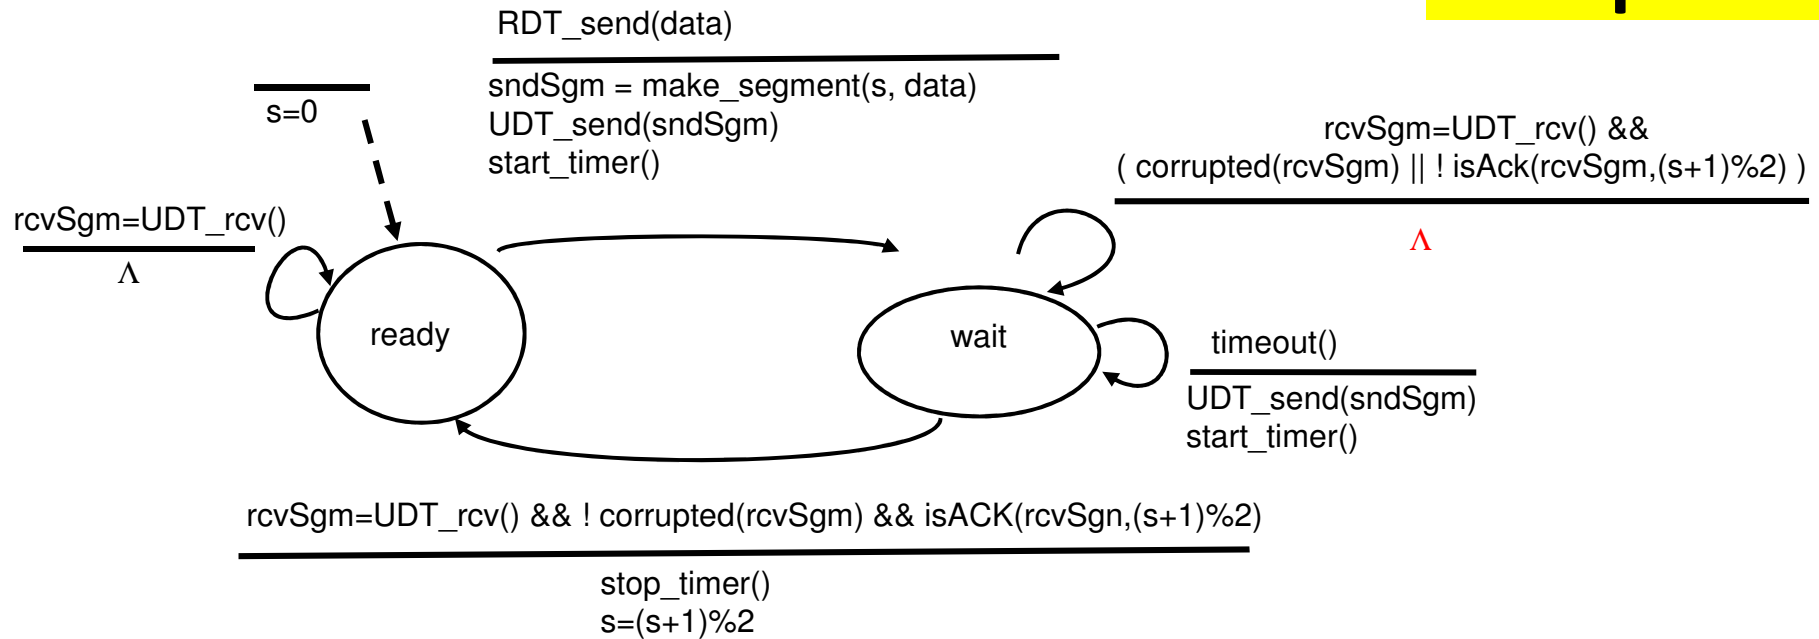 RDT_send(data)
sndSgm = make_segment(s, data)
UDT_send(sndSgm)
start_timer()
s=0
rcvSgm=UDT_rcv() &&
( corrupted(rcvSgm) || ! isAck(rcvSgm,(s+1)%2) )
Λ
rcvSgm=UDT_rcv()
Λ
ready
wait
timeout()
UDT_send(sndSgm)
start_timer()
rcvSgm=UDT_rcv() && ! corrupted(rcvSgm) && isACK(rcvSgn,(s+1)%2)
stop_timer()
s=(s+1)%2